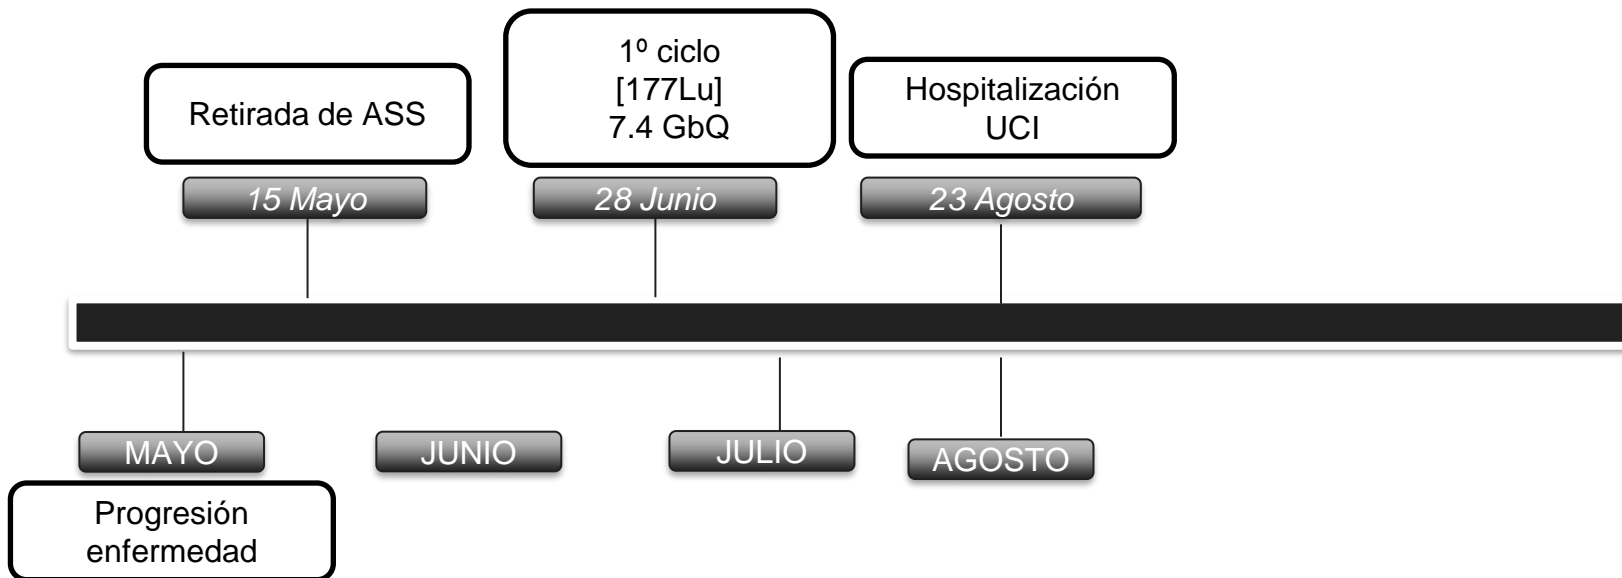 Retirada de ASS
15 Mayo
1º ciclo
[177Lu]
7.4 GbQ
28 Junio
Hospitalización
UCI
23 Agosto
MAYO
JUNIO
JULIO
AGOSTO
Progresión
enfermedad